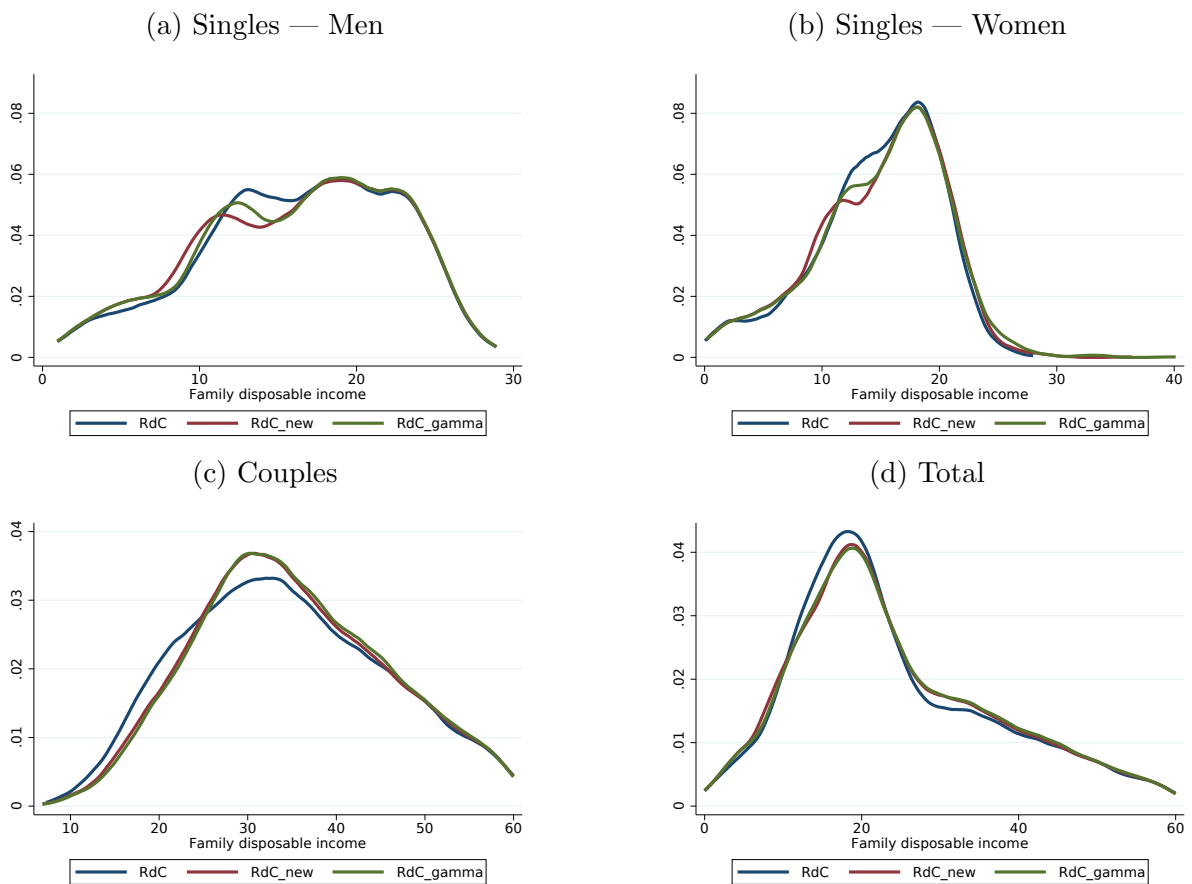 (a) Singles — Men
.08
.06
.04
.02
0
0 10 20 30
Family disposable income
RdC RdC_new RdC_gamma
(b) Singles — Women
.08
.06
.04
.02
0
0 10 20 30 40
Family disposable income
RdC RdC_new RdC_gamma
(c) Couples
.04
.03
.02
.01
0
10 20 30 40 50 60
Family disposable income
RdC RdC_new RdC_gamma
(d) Total
.04
.03
.02
.01
0
0 20 40 60
Family disposable income
RdC RdC_new RdC_gamma